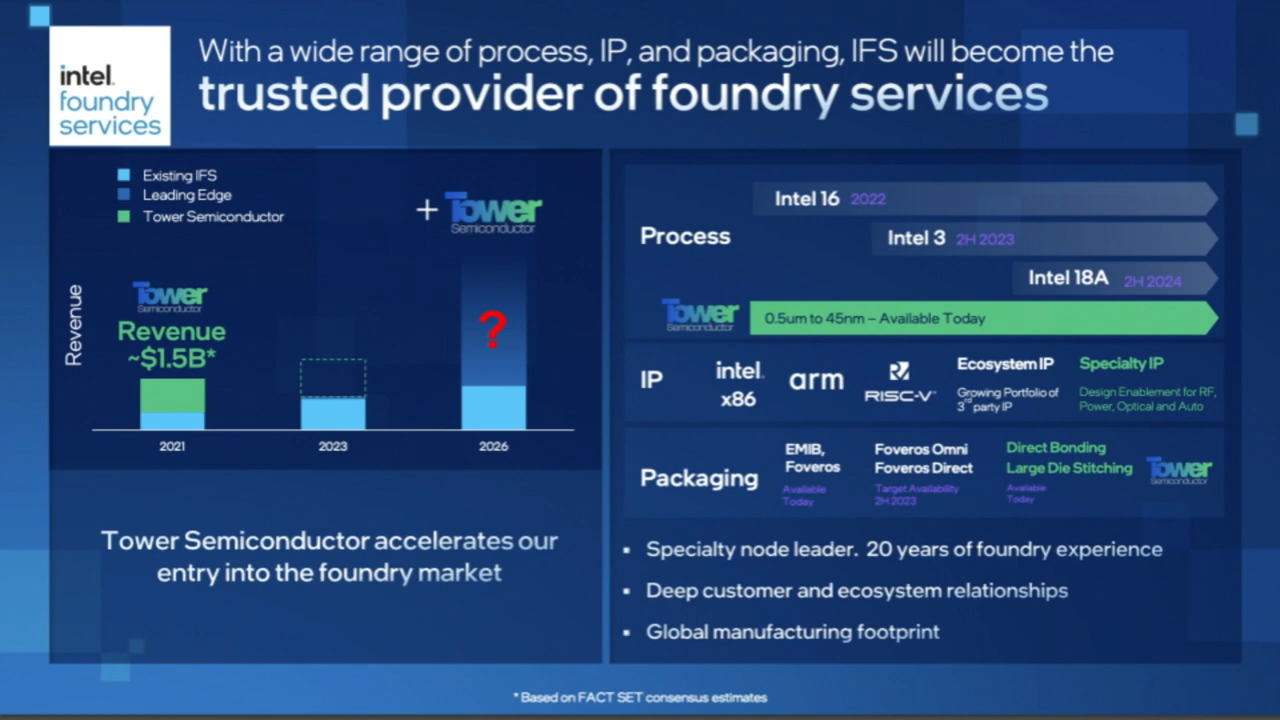 intel.
foundry
services
With a wide range of process, IP, and packaging, IFS will become the
trusted provider of foundry services
Existing IFS
Leading Edge
Tower Semiconductor
+ Tower
Semiconductor
Revenue
Tower
Semiconductor
Revenue
~$1.5B*
?
2021
2023
2026
Tower Semiconductor accelerates our
entry into the foundry market
Process
Intel 16 2022
Intel 3 2H 2023
Intel 18A 2H 2024
Tower
Semiconductor
0.5um to 45nm – Available Today
IP
intel.
x86
arm
RISC-V
Ecosystem IP
Growing Portfolio of
3rd party IP
Specialty IP
Design Enablement for RF,
Power, Optical and Auto
Packaging
EMIB,
Foveros
Available
Today
Foveros Omni
Foveros Direct
Target Availability
2H 2023
Direct Bonding
Large Die Stitching
Available
Today
Tower
Semiconductor
▪ Specialty node leader. 20 years of foundry experience
▪ Deep customer and ecosystem relationships
▪ Global manufacturing footprint
* Based on FACT SET consensus estimates